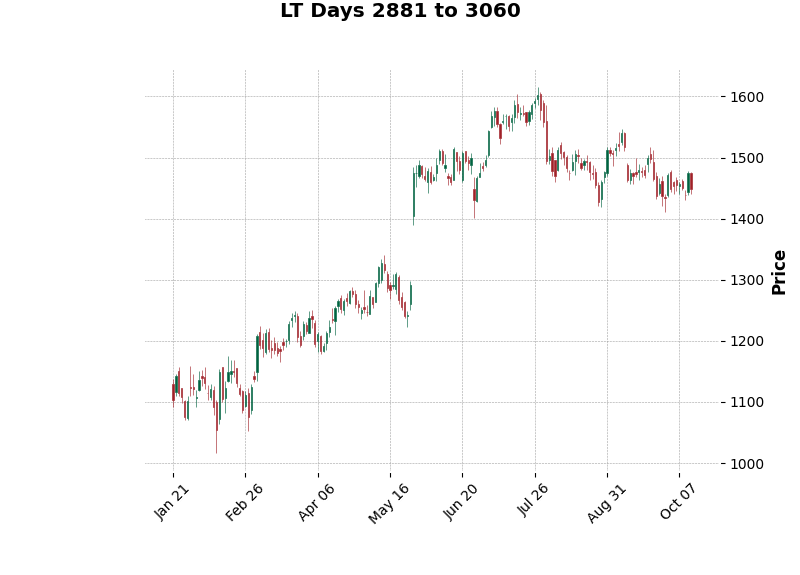 LT Days 2881 to 3060
1600
1500
1400
1300
1200
1100
1000
Price
Jan 21
Feb 26
Apr 06
May 16
Jun 20
Jul 26
Aug 31
Oct 07